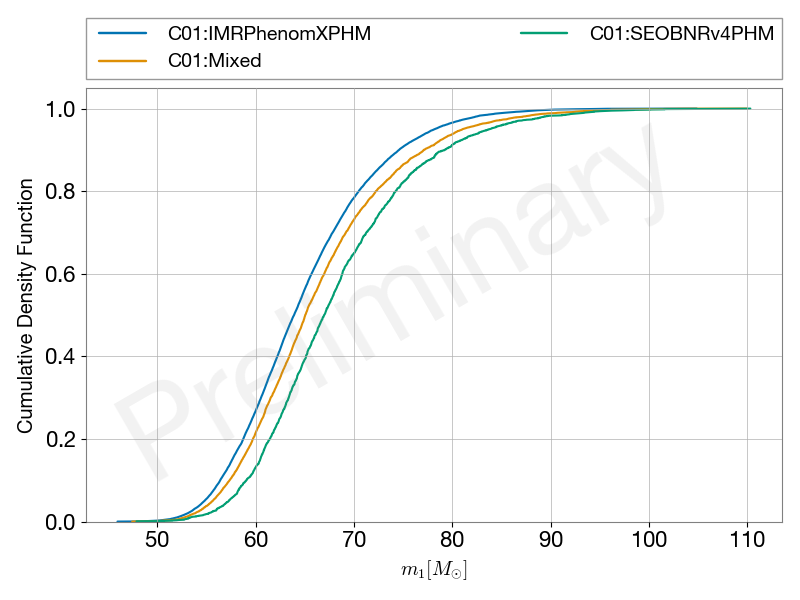 C01:IMRPhenomXPHM
C01:Mixed
C01:SEOBNRv4PHM
1.0
0.8
0.6
0.4
0.2
0.0
Cumulative Density Function
Preliminary
50 60 70 80 90 100 110
m₁[M☉]